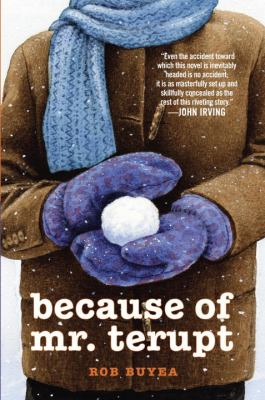 "Even the accident toward
which this novel is inevitably
headed is no accident;
it is as masterfully set up and
skillfully concealed as the
rest of this riveting story."
—JOHN IRVING
because of
mr. terupt
ROB BUYEA